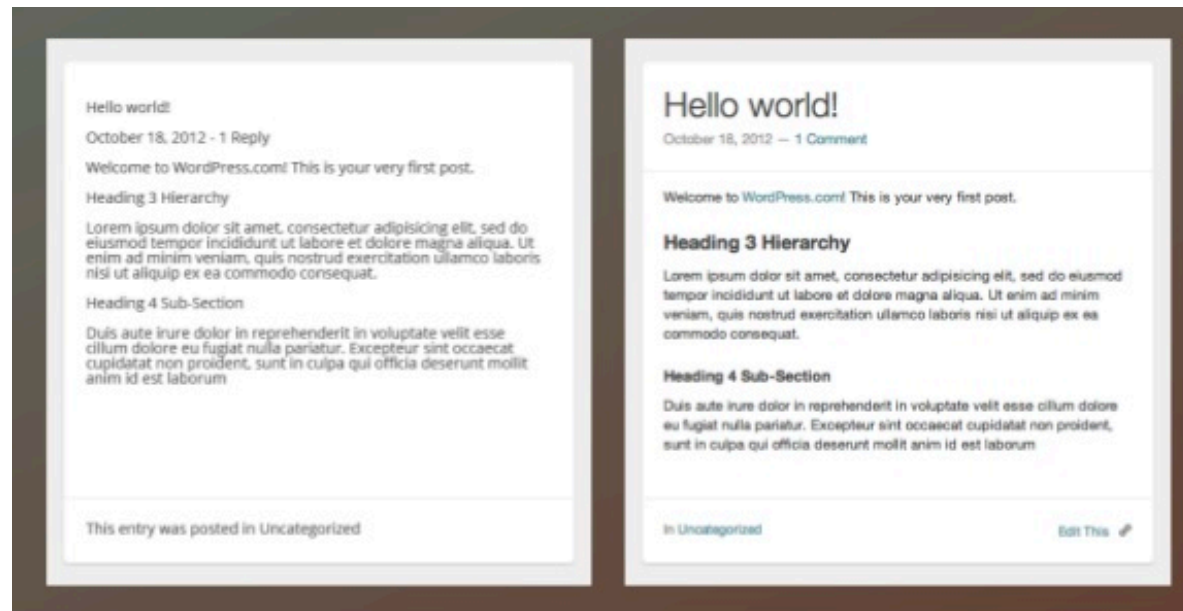 Hello world!
October 18, 2012 - 1 Reply
Welcome to WordPress.com! This is your very first post.
Heading 3 Hierarchy
Lorem ipsum dolor sit amet, consectetur adipisicing elit, sed do
eiusmod tempor incididunt ut labore et dolore magna aliqua. Ut
enim ad minim veniam, quis nostrud exercitation ullamco laboris
nisi ut aliquip ex ea commodo consequat.
Heading 4 Sub-Section
Duis aute irure dolor in reprehenderit in voluptate velit esse
cillum dolore eu fugiat nulla pariatur. Excepteur sint occaecat
cupidatat non proident, sunt in culpa qui officia deserunt mollit
anim id est laborum
This entry was posted in Uncategorized
Hello world!
October 18, 2012 — 1 Comment
Welcome to WordPress.com! This is your very first post.
Heading 3 Hierarchy
Lorem ipsum dolor sit amet, consectetur adipisicing elit, sed do eiusmod
tempor incididunt ut labore et dolore magna aliqua. Ut enim ad minim
veniam, quis nostrud exercitation ullamco laboris nisi ut aliquip ex ea
commodo consequat.
Heading 4 Sub-Section
Duis aute irure dolor in reprehenderit in voluptate velit esse cillum dolore
eu fugiat nulla pariatur. Excepteur sint occaecat cupidatat non proident,
sunt in culpa qui officia deserunt mollit anim id est laborum
In Uncategorized
Edit This